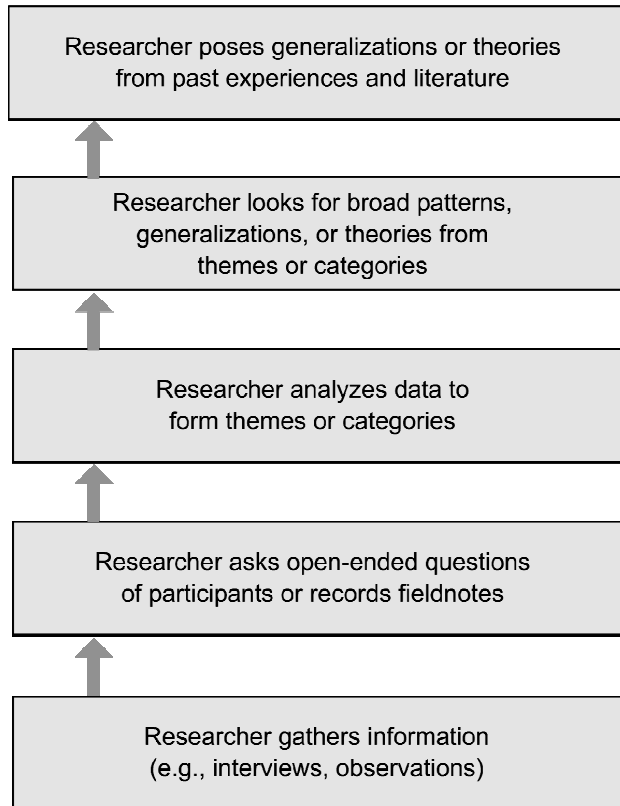 Researcher poses generalizations or theories
from past experiences and literature
Researcher looks for broad patterns,
generalizations, or theories from
themes or categories
Researcher analyzes data to
form themes or categories
Researcher asks open-ended questions
of participants or records fieldnotes
Researcher gathers information
(e.g., interviews, observations)